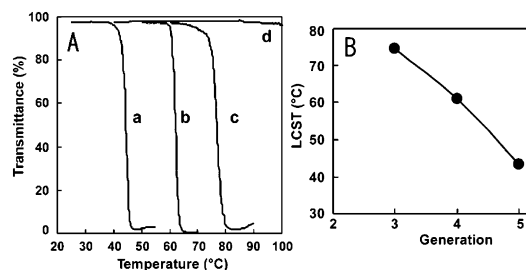 A
Transmittance (%)
100
80
60
40
20
0
a
b
c
d
20 30 40 50 60 70 80 90 100
Temperature (°C)
B
LCST (°C)
80
70
60
50
40
30
2 3 4 5
Generation